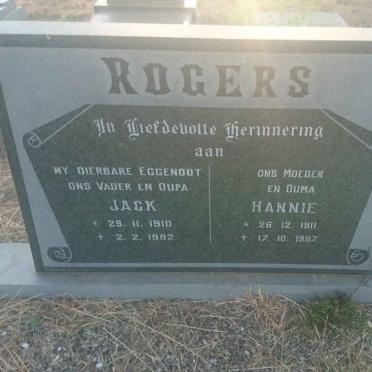 ROGERS
In Liefdevolle Herinnering
aan
MY DIERBARE EGGENOOT
ONS VADER EN OUPA
JACK
* 29. 11. 1910
+ 2. 2. 1982
ONS MOEDER
EN OUMA
HANNIE
* 26. 12. 1911
+ 17. 10. 1987